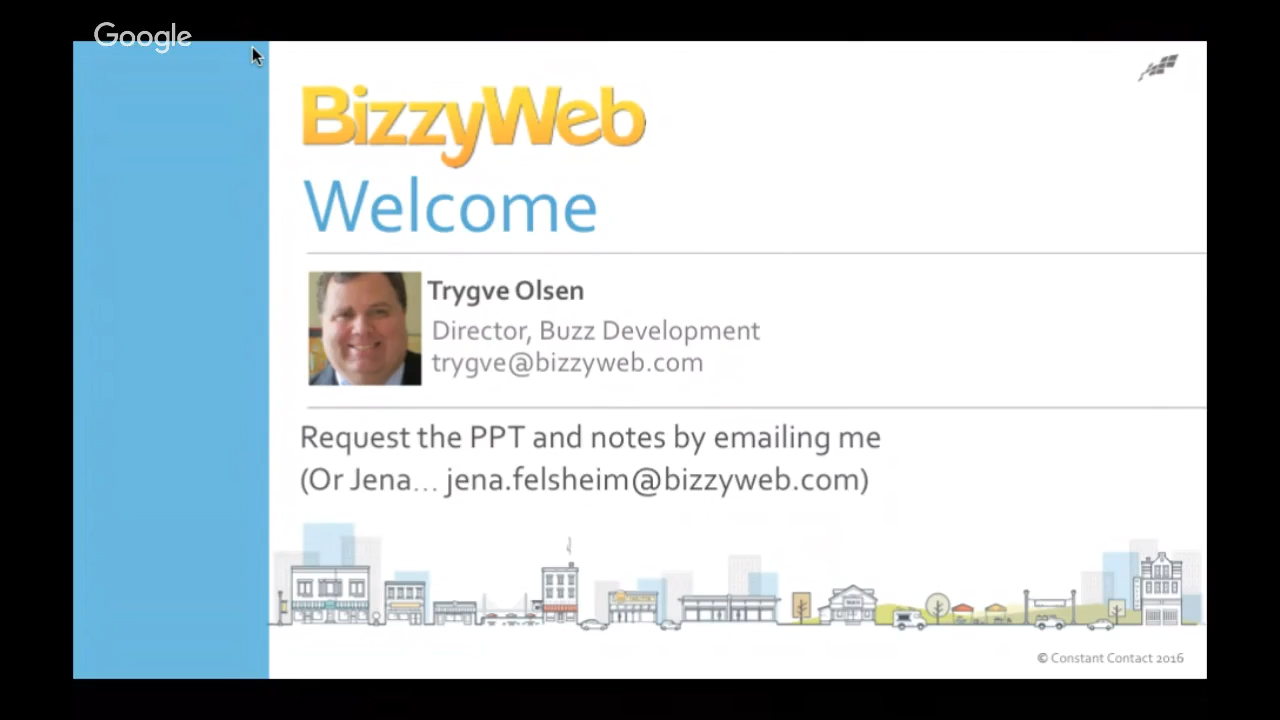 Google
BizzyWeb
Welcome
Trygve Olsen
Director, Buzz Development
trygve@bizzyweb.com
Request the PPT and notes by emailing me
(Or Jena... jena.felsheim@bizzyweb.com)
© Constant Contact 2016